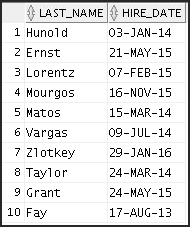 LAST_NAME HIRE_DATE
1 Hunold 03-JAN-14
2 Ernst 21-MAY-15
3 Lorentz 07-FEB-15
4 Mourgos 16-NOV-15
5 Matos 15-MAR-14
6 Vargas 09-JUL-14
7 Zlotkey 29-JAN-16
8 Taylor 24-MAR-14
9 Grant 24-MAY-15
10 Fay 17-AUG-13